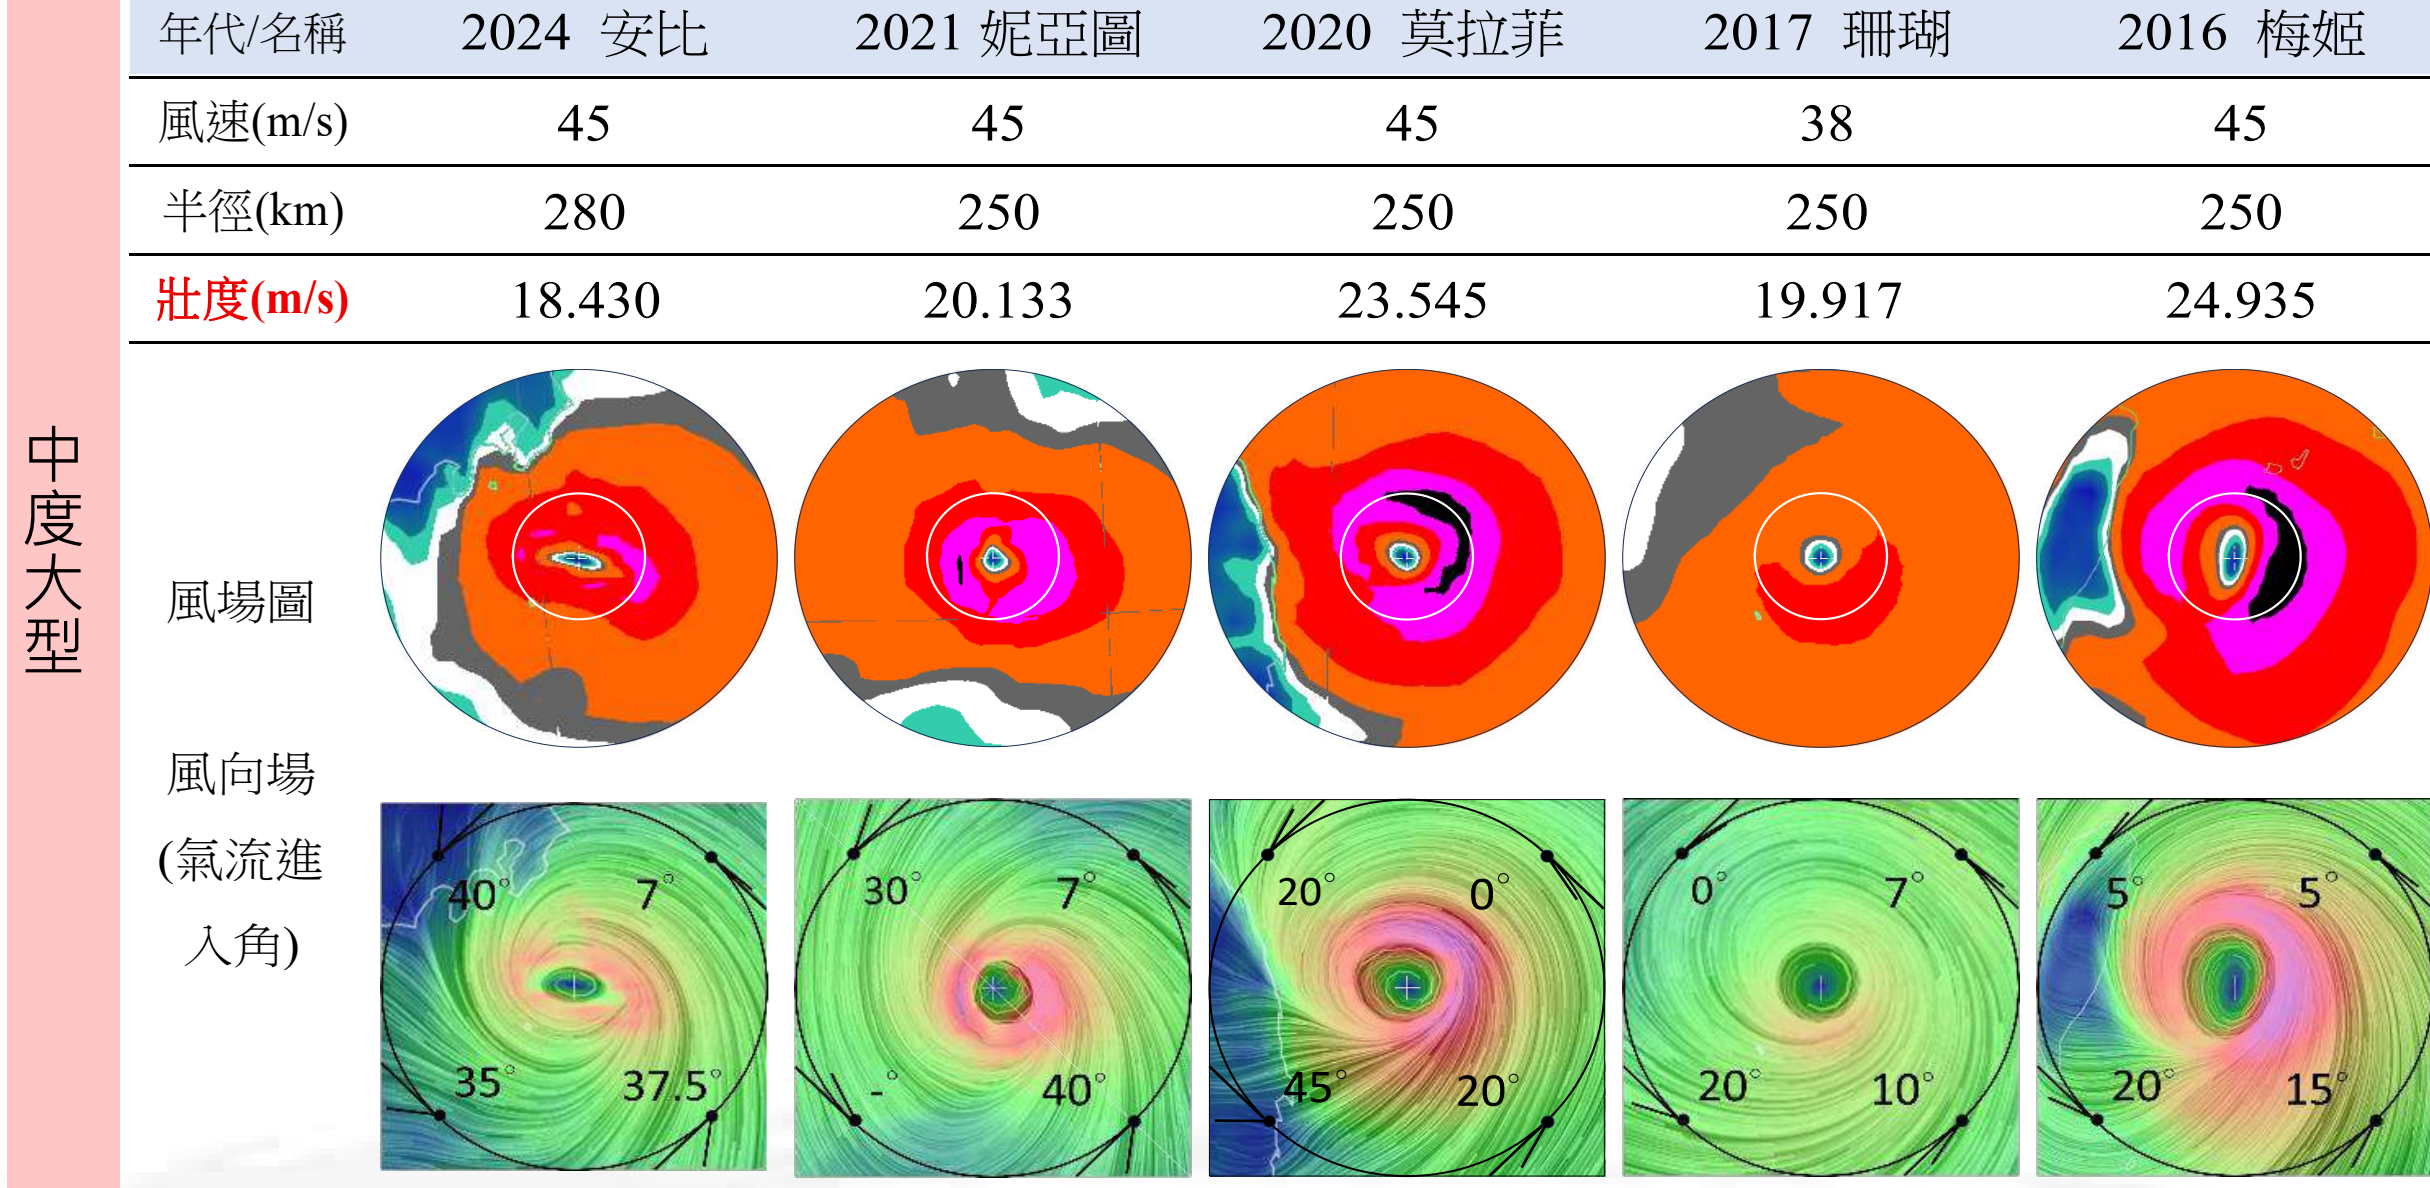 年代/名稱 2024 安比 2021 妮亞圖 2020 莫拉菲 2017 珊瑚 2016 梅姬
風速(m/s) 45 45 45 38 45
半徑(km) 280 250 250 250 250
壯度(m/s) 18.430 20.133 23.545 19.917 24.935
中度大型
風場圖
風向場
(氣流進
入角)
40° 7° 30° 7° 20° 0° 0° 7° 5° 5°
35° 37.5° -° 40° 45° 20° 20° 10° 20° 15°